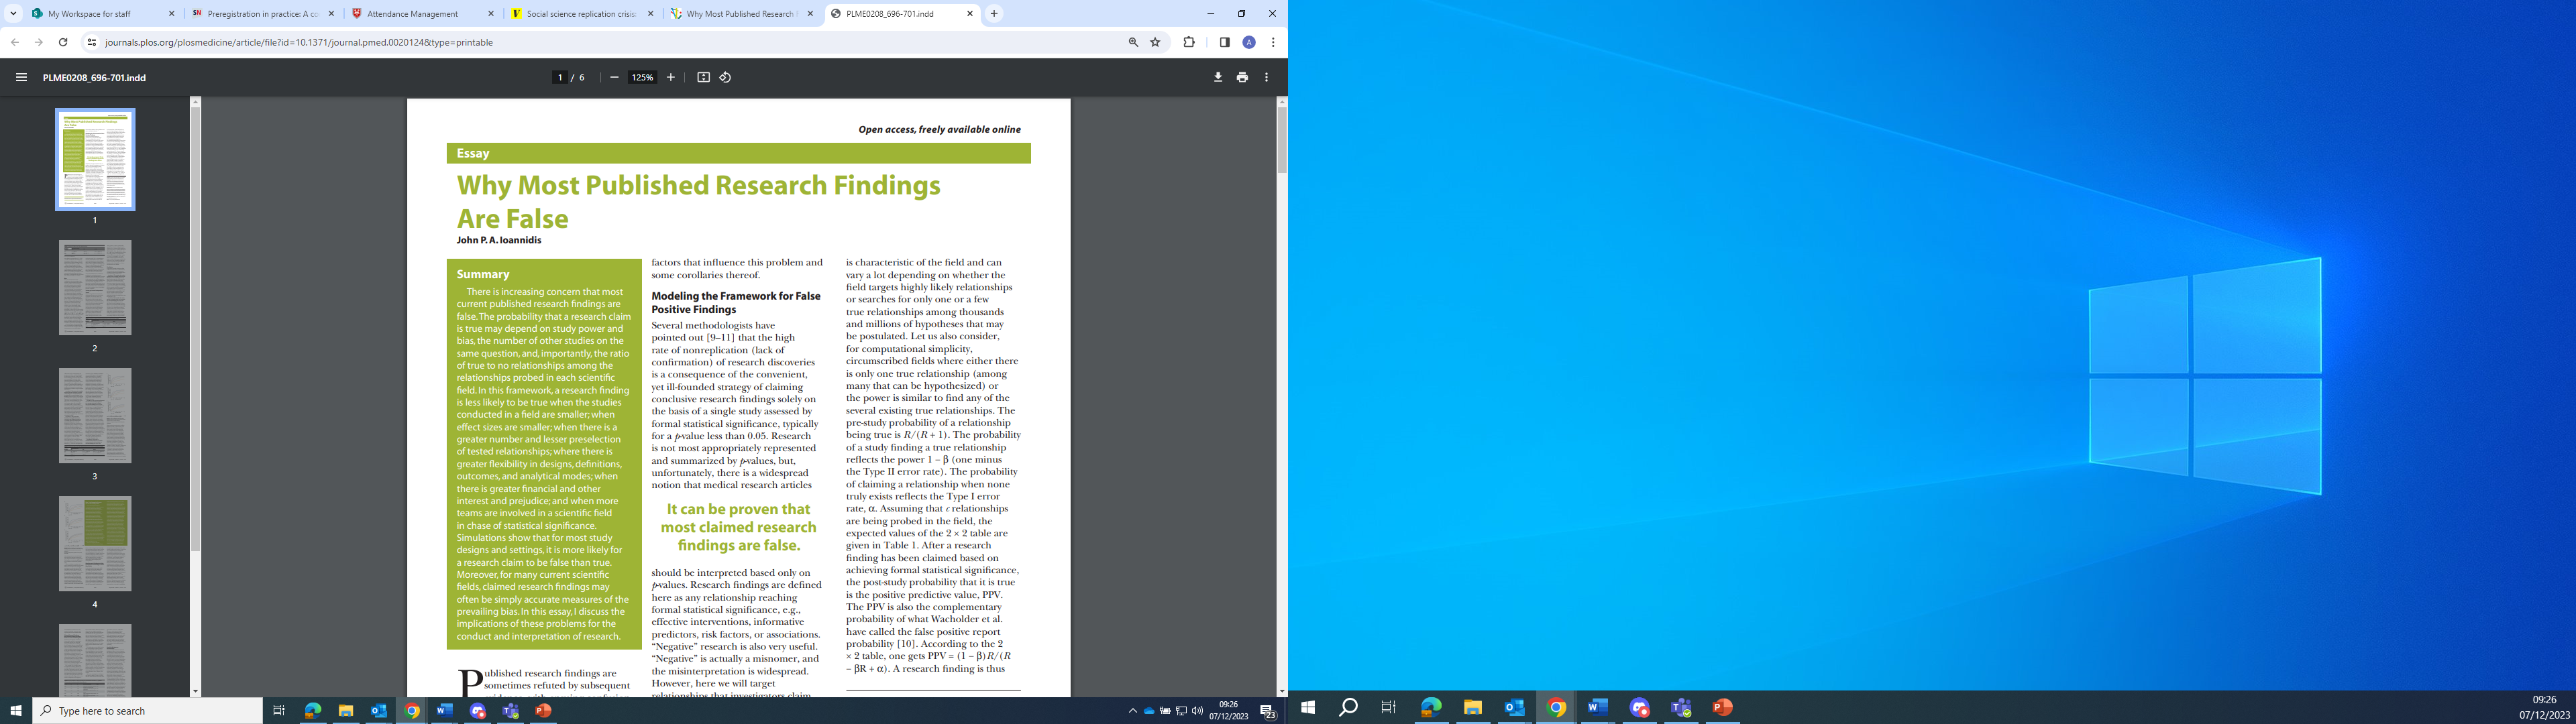 My Workspace for staff
Preregistration in practice: A co
Attendance Management
Social science replication crisis
Why Most Published Research
PLME0208_696-701.indd
journals.plos.org/plosmedicine/article/file?id=10.1371/journal.pmed.0020124&type=printable
PLME0208_696-701.indd
1 / 6
125%
1
2
3
4
Open access, freely available online
Essay
Why Most Published Research Findings
Are False
John P. A. Ioannidis
Summary
There is increasing concern that most
current published research findings are
false. The probability that a research claim
is true may depend on study power and
bias, the number of other studies on the
same question, and, importantly, the ratio
of true to no relationships among the
relationships probed in each scientific
field. In this framework, a research finding
is less likely to be true when the studies
conducted in a field are smaller; when
effect sizes are smaller; when there is a
greater number and lesser preselection
of tested relationships; where there is
greater flexibility in designs, definitions,
outcomes, and analytical modes; when
there is greater financial and other
interest and prejudice; and when more
teams are involved in a scientific field
in chase of statistical significance.
Simulations show that for most study
designs and settings, it is more likely for
a research claim to be false than true.
Moreover, for many current scientific
fields, claimed research findings may
often be simply accurate measures of the
prevailing bias. In this essay, I discuss the
implications of these problems for the
conduct and interpretation of research.
Published research findings are
sometimes refuted by subsequent
factors that influence this problem and
some corollaries thereof.
Modeling the Framework for False
Positive Findings
Several methodologists have
pointed out [9–11] that the high
rate of nonreplication (lack of
confirmation) of research discoveries
is a consequence of the convenient,
yet ill-founded strategy of claiming
conclusive research findings solely on
the basis of a single study assessed by
formal statistical significance, typically
for a p-value less than 0.05. Research
is not most appropriately represented
and summarized by p-values, but,
unfortunately, there is a widespread
notion that medical research articles
It can be proven that
most claimed research
findings are false.
should be interpreted based only on
p-values. Research findings are defined
here as any relationship reaching
formal statistical significance, e.g.,
effective interventions, informative
predictors, risk factors, or associations.
“Negative” research is also very useful.
“Negative” is actually a misnomer, and
the misinterpretation is widespread.
However, here we will target
relationships that investigators claim
is characteristic of the field and can
vary a lot depending on whether the
field targets highly likely relationships
or searches for only one or a few
true relationships among thousands
and millions of hypotheses that may
be postulated. Let us also consider,
for computational simplicity,
circumscribed fields where either there
is only one true relationship (among
many that can be hypothesized) or
the power is similar to find any of the
several existing true relationships. The
pre-study probability of a relationship
being true is R/(R + 1). The probability
of a study finding a true relationship
reflects the power 1 − β (one minus
the Type II error rate). The probability
of claiming a relationship when none
truly exists reflects the Type I error
rate, α. Assuming that c relationships
are being probed in the field, the
expected values of the 2 × 2 table are
given in Table 1. After a research
finding has been claimed based on
achieving formal statistical significance,
the post-study probability that it is true
is the positive predictive value, PPV.
The PPV is also the complementary
probability of what Wacholder et al.
have called the false positive report
probability [10]. According to the 2
× 2 table, one gets PPV = (1 − β)R/(R
− βR + α). A research finding is thus
Type here to search
09:26
07/12/2023
23
09:26
07/12/2023